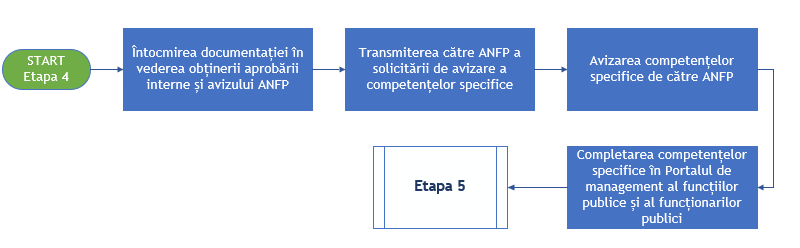 START
Etapa 4
Întocmirea documentației în
vederea obținerii aprobării
interne și avizului ANFP
Transmiterea către ANFP a
solicitării de avizare a
competențelor specifice
Avizarea competențelor
specifice de către ANFP
Completarea competențelor
specifice în Portalul de
management al funcțiilor
publice și al funcționarilor
publici
Etapa 5